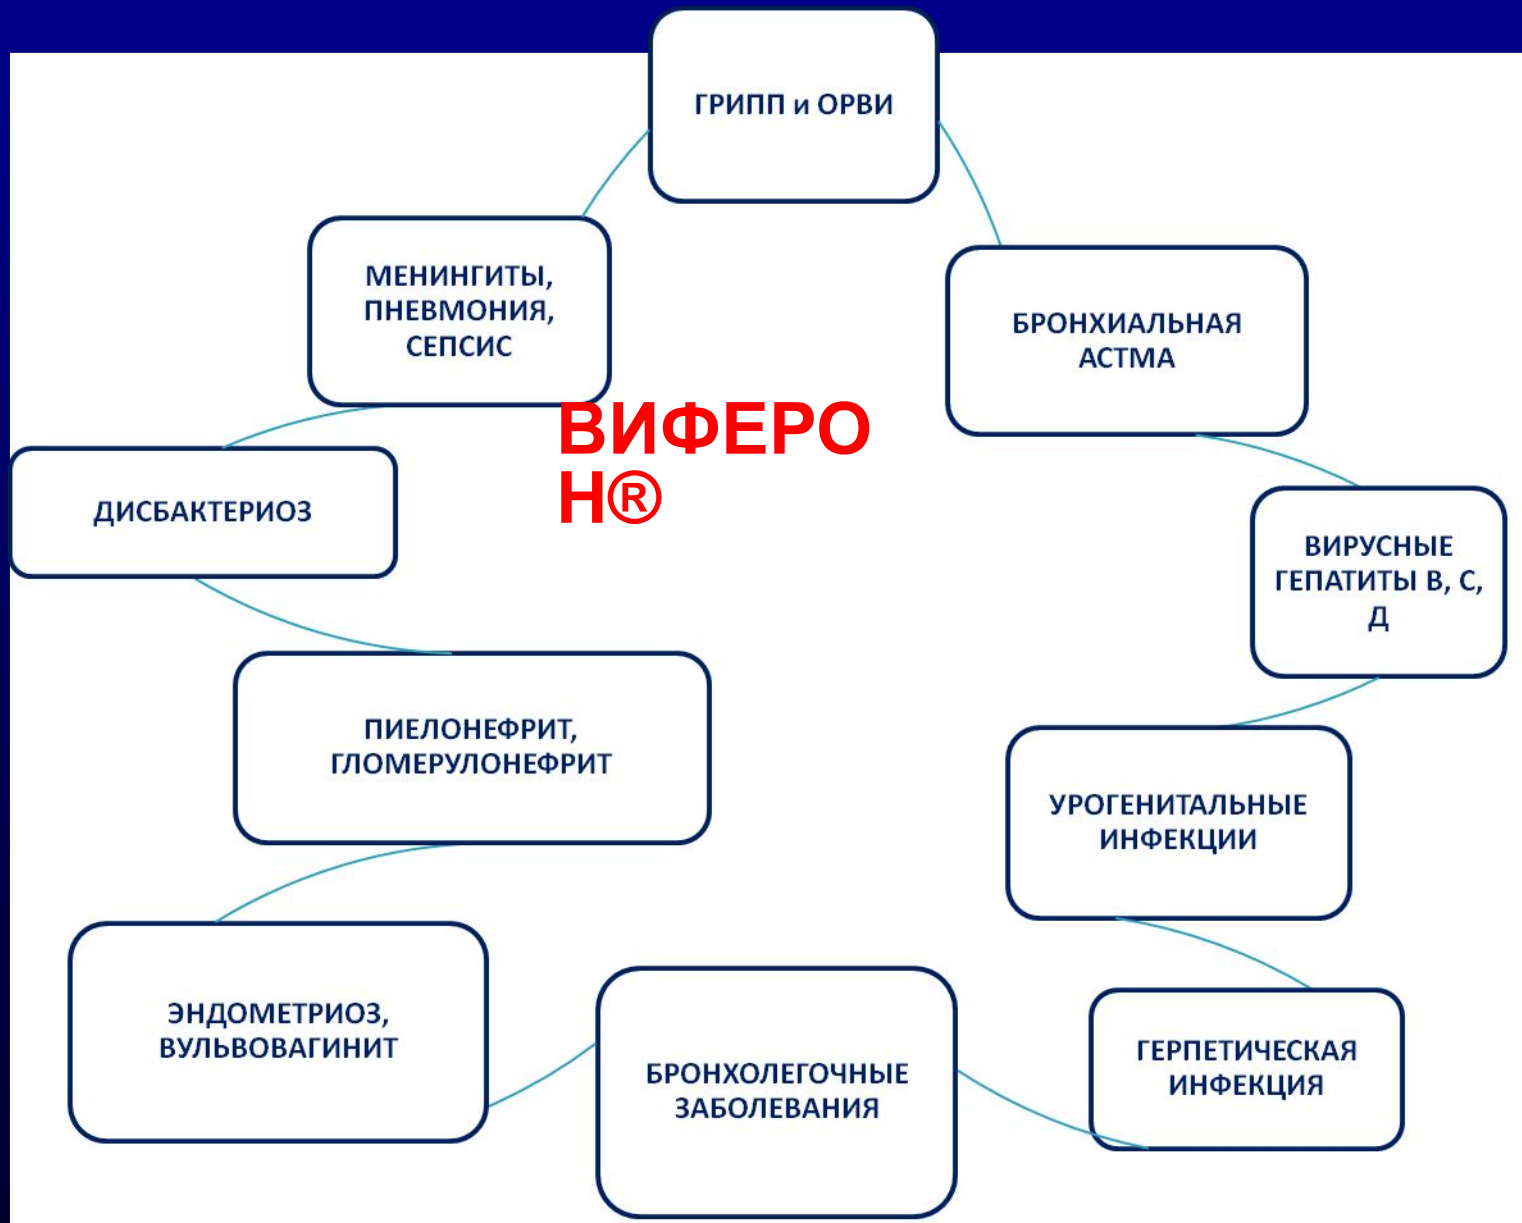 ГРИПП и ОРВИ
МЕНИНГИТЫ,
ПНЕВМОНИЯ,
СЕПСИС
БРОНХИАЛЬНАЯ
АСТМА
ВИФЕРО
Н®
ДИСБАКТЕРИОЗ
ВИРУСНЫЕ
ГЕПАТИТЫ В, С,
Д
ПИЕЛОНЕФРИТ,
ГЛОМЕРУЛОНЕФРИТ
УРОГЕНИТАЛЬНЫЕ
ИНФЕКЦИИ
ЭНДОМЕТРИОЗ,
ВУЛЬВОВАГИНИТ
БРОНХОЛЕГОЧНЫЕ
ЗАБОЛЕВАНИЯ
ГЕРПЕТИЧЕСКАЯ
ИНФЕКЦИЯ